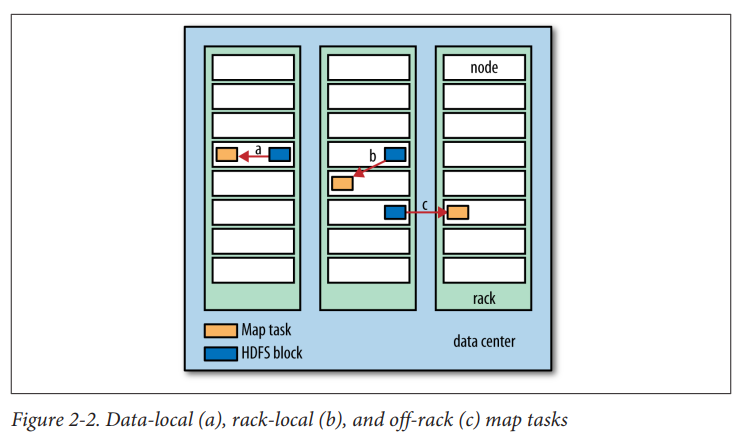 node
a
b
c
rack
Map task
HDFS block
data center
Figure 2-2. Data-local (a), rack-local (b), and off-rack (c) map tasks